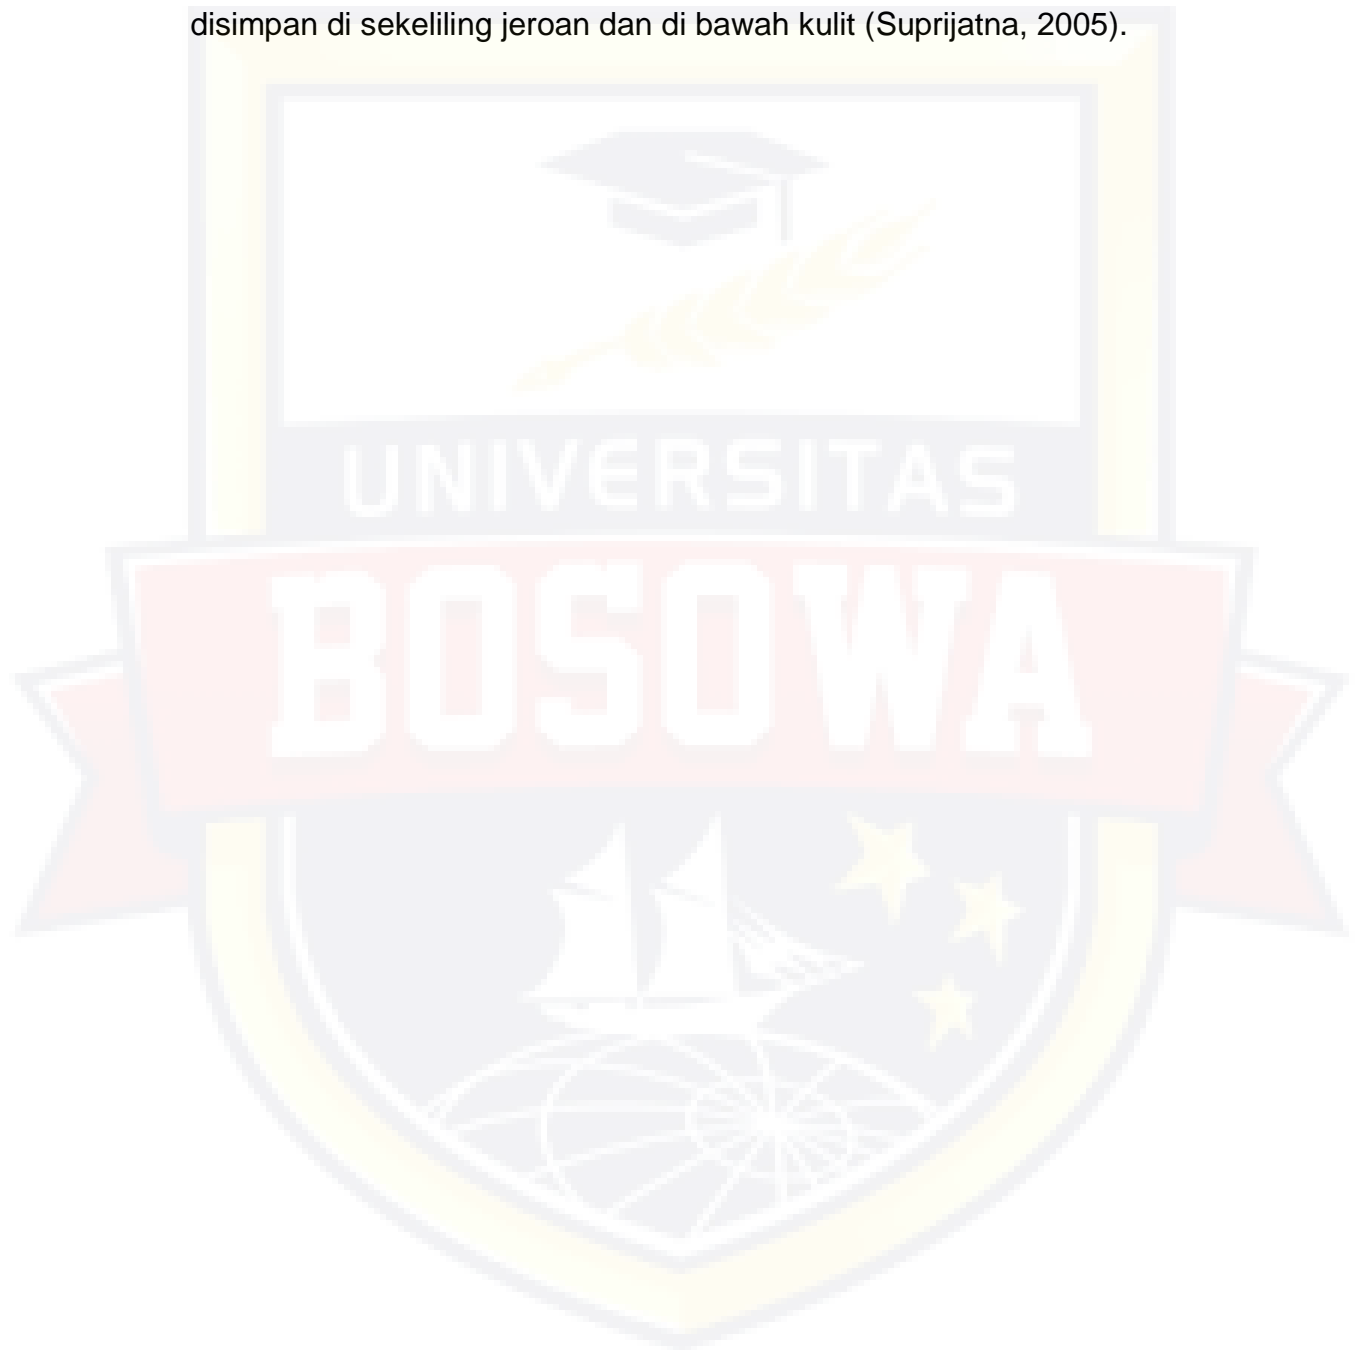 disimpan di sekeliling jeroan dan di bawah kulit (Suprijatna, 2005).
UNIVERSITAS
BOSOWA